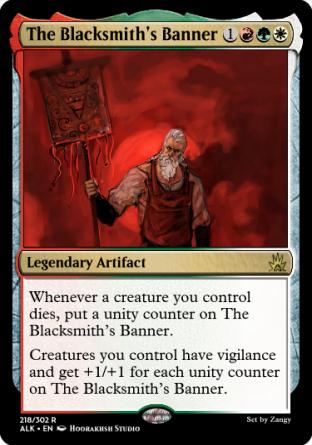 The Blacksmith's Banner 1
Legendary Artifact
Whenever a creature you control
dies, put a unity counter on The
Blacksmith's Banner.
Creatures you control have vigilance
and get +1/+1 for each unity counter
on The Blacksmith's Banner.
218/302 R
ALK • EN Hoorakhsh Studio
Set by Zangy